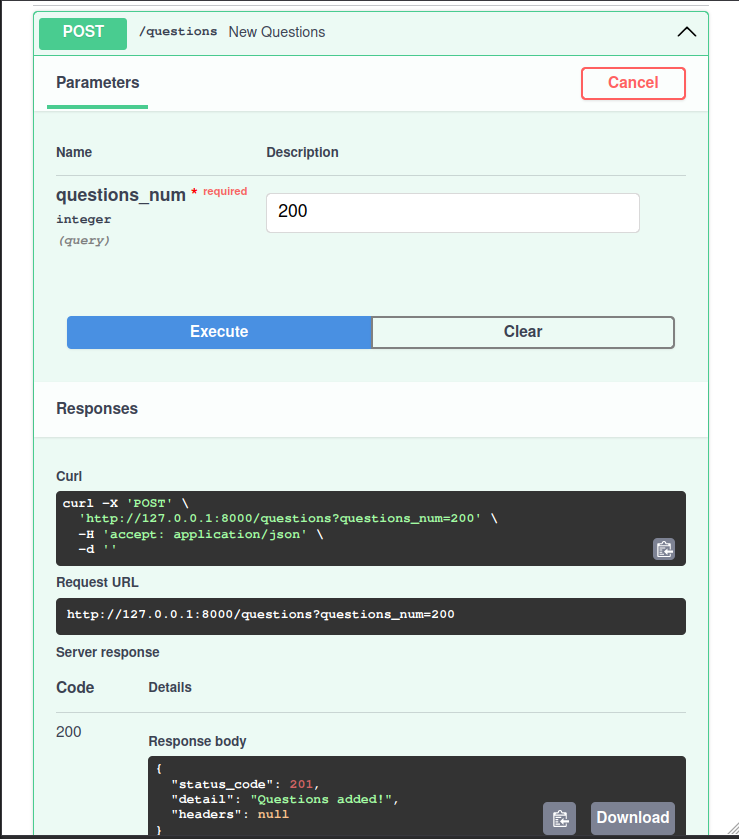 POST /questions New Questions
Parameters
Cancel
Name Description
questions_num * required
integer
(query)
200
Execute
Clear
Responses
Curl
curl -X 'POST' \
  'http://127.0.0.1:8000/questions?questions_num=200' \
  -H 'accept: application/json' \
  -d ''
Request URL
http://127.0.0.1:8000/questions?questions_num=200
Server response
Code Details
200
Response body
{
  "status_code": 201,
  "detail": "Questions added!",
  "headers": null
}
Download